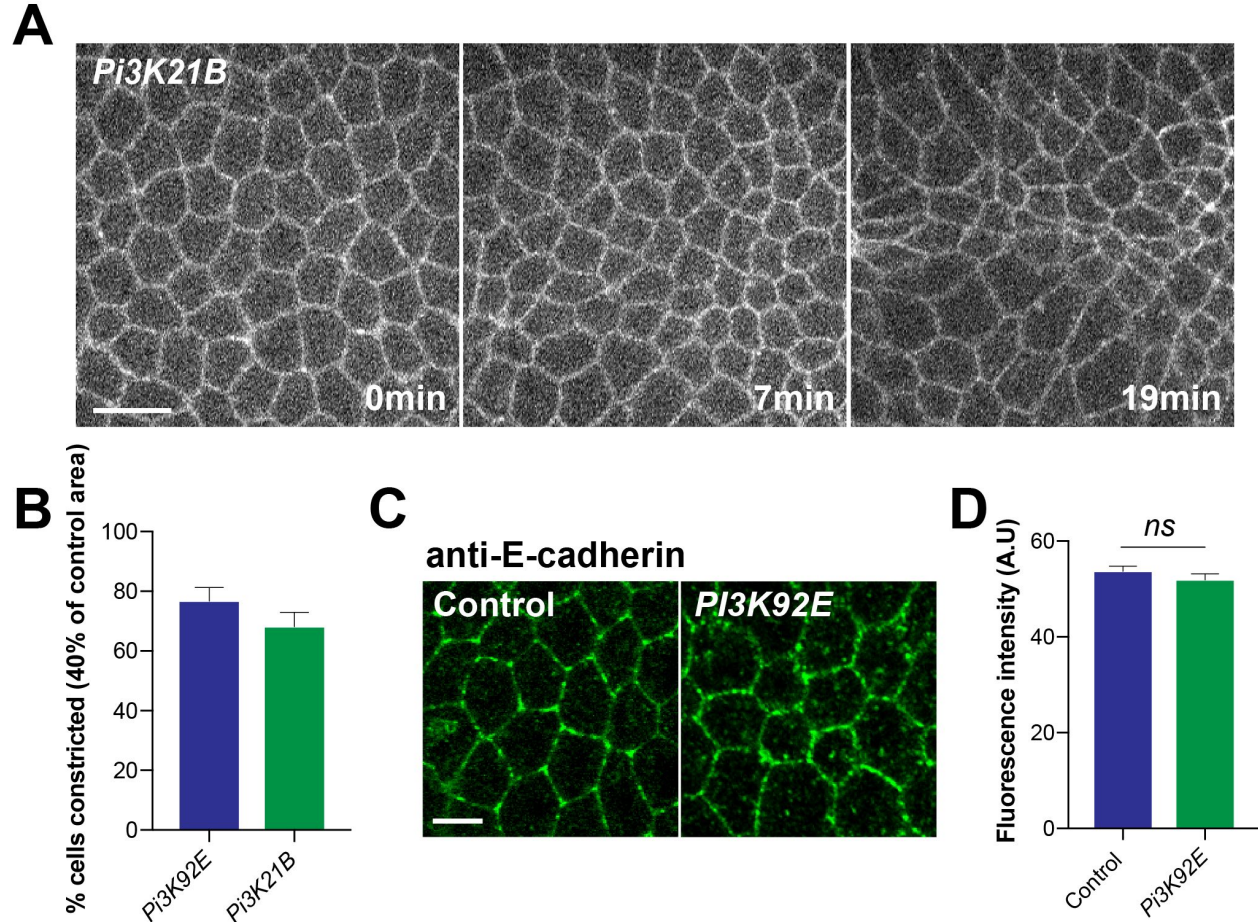 A
Pi3K21B
0min
7min
19min
B
% cells constricted (40% of control area)
100
80
60
40
20
0
Pi3K92E
Pi3K21B
C
anti-E-cadherin
Control
PI3K92E
D
Fluorescence intensity (A.U)
60
40
20
0
ns
Control
Pi3K92E